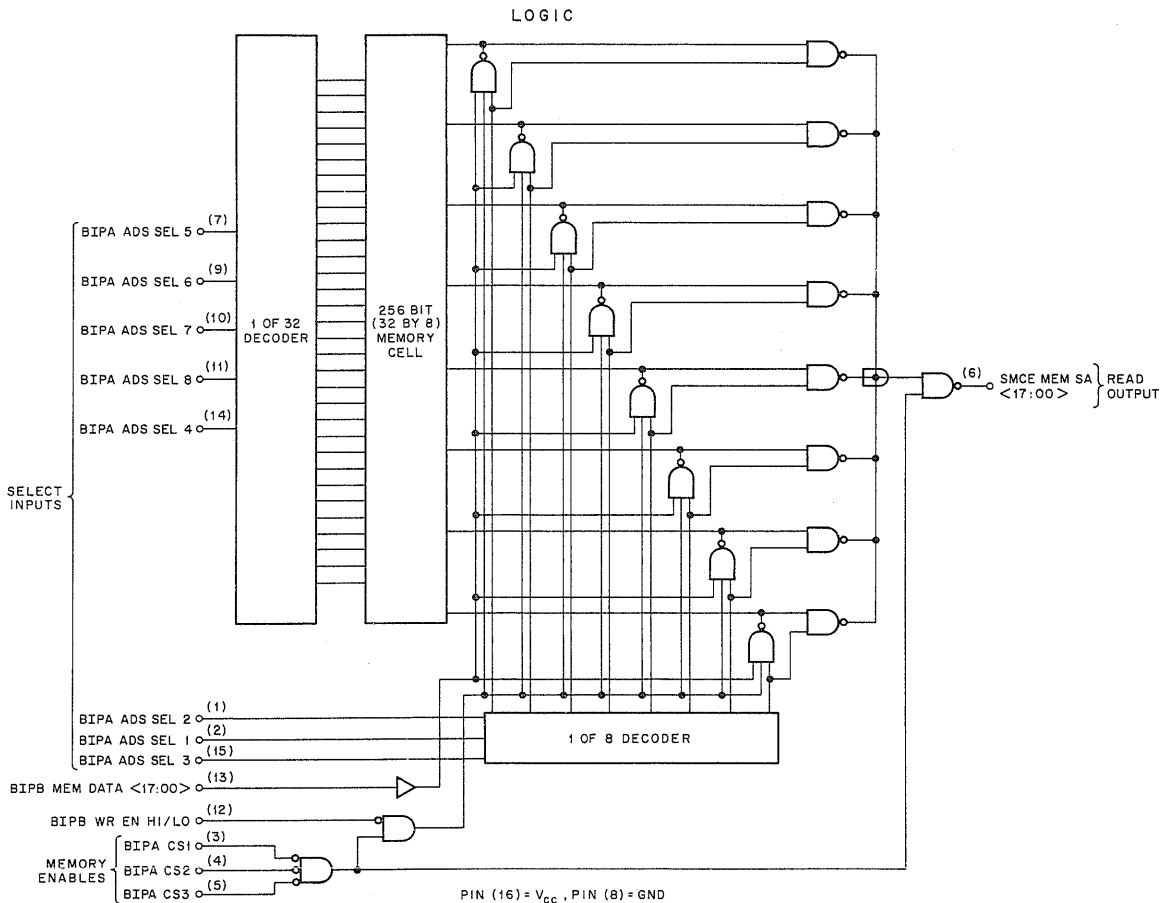 LOGIC
BIPA ADS SEL 5 (7)
BIPA ADS SEL 6 (9)
BIPA ADS SEL 7 (10)
BIPA ADS SEL 8 (11)
BIPA ADS SEL 4 (14)
1 OF 32
DECODER
256 BIT
(32 BY 8)
MEMORY
CELL
(6)
SMCE MEM SA
<17:00>
READ
OUTPUT
SELECT
INPUTS
BIPA ADS SEL 2 (1)
BIPA ADS SEL 1 (2)
BIPA ADS SEL 3 (15)
1 OF 8 DECODER
BIPB MEM DATA <17:00> (13)
BIPB WR EN HI/LO (12)
MEMORY
ENABLES
BIPA CS1 (3)
BIPA CS2 (4)
BIPA CS3 (5)
PIN (16) = VCC, PIN (8) = GND